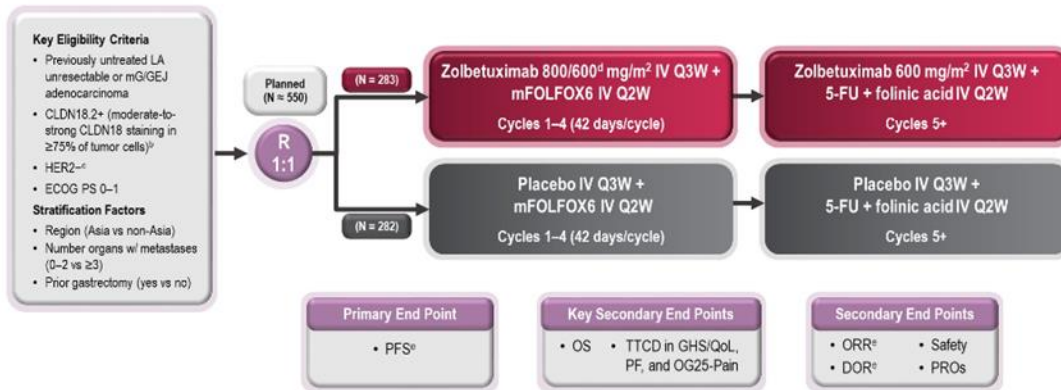 Key Eligibility Criteria
• Previously untreated LA
unresectable or mG/GEJ
adenocarcinoma
• CLDN18.2+ (moderate-to-
strong CLDN18 staining in
≥75% of tumor cells)ᵇ
• HER2–ᶜ
• ECOG PS 0–1
Stratification Factors
• Region (Asia vs non-Asia)
• Number organs w/ metastases
(0–2 vs ≥3)
• Prior gastrectomy (yes vs no)
Planned
(N ≈ 550)
R
1:1
(N = 283)
Zolbetuximab 800/600ᵈ mg/m² IV Q3W +
mFOLFOX6 IV Q2W
Cycles 1–4 (42 days/cycle)
Zolbetuximab 600 mg/m² IV Q3W +
5-FU + folinic acid IV Q2W
Cycles 5+
(N = 282)
Placebo IV Q3W +
mFOLFOX6 IV Q2W
Cycles 1–4 (42 days/cycle)
Placebo IV Q3W +
5-FU + folinic acid IV Q2W
Cycles 5+
Primary End Point
• PFSᵉ
Key Secondary End Points
• OS • TTCD in GHS/QoL,
PF, and OG25-Pain
Secondary End Points
• ORRᵉ • Safety
• DORᵉ • PROs